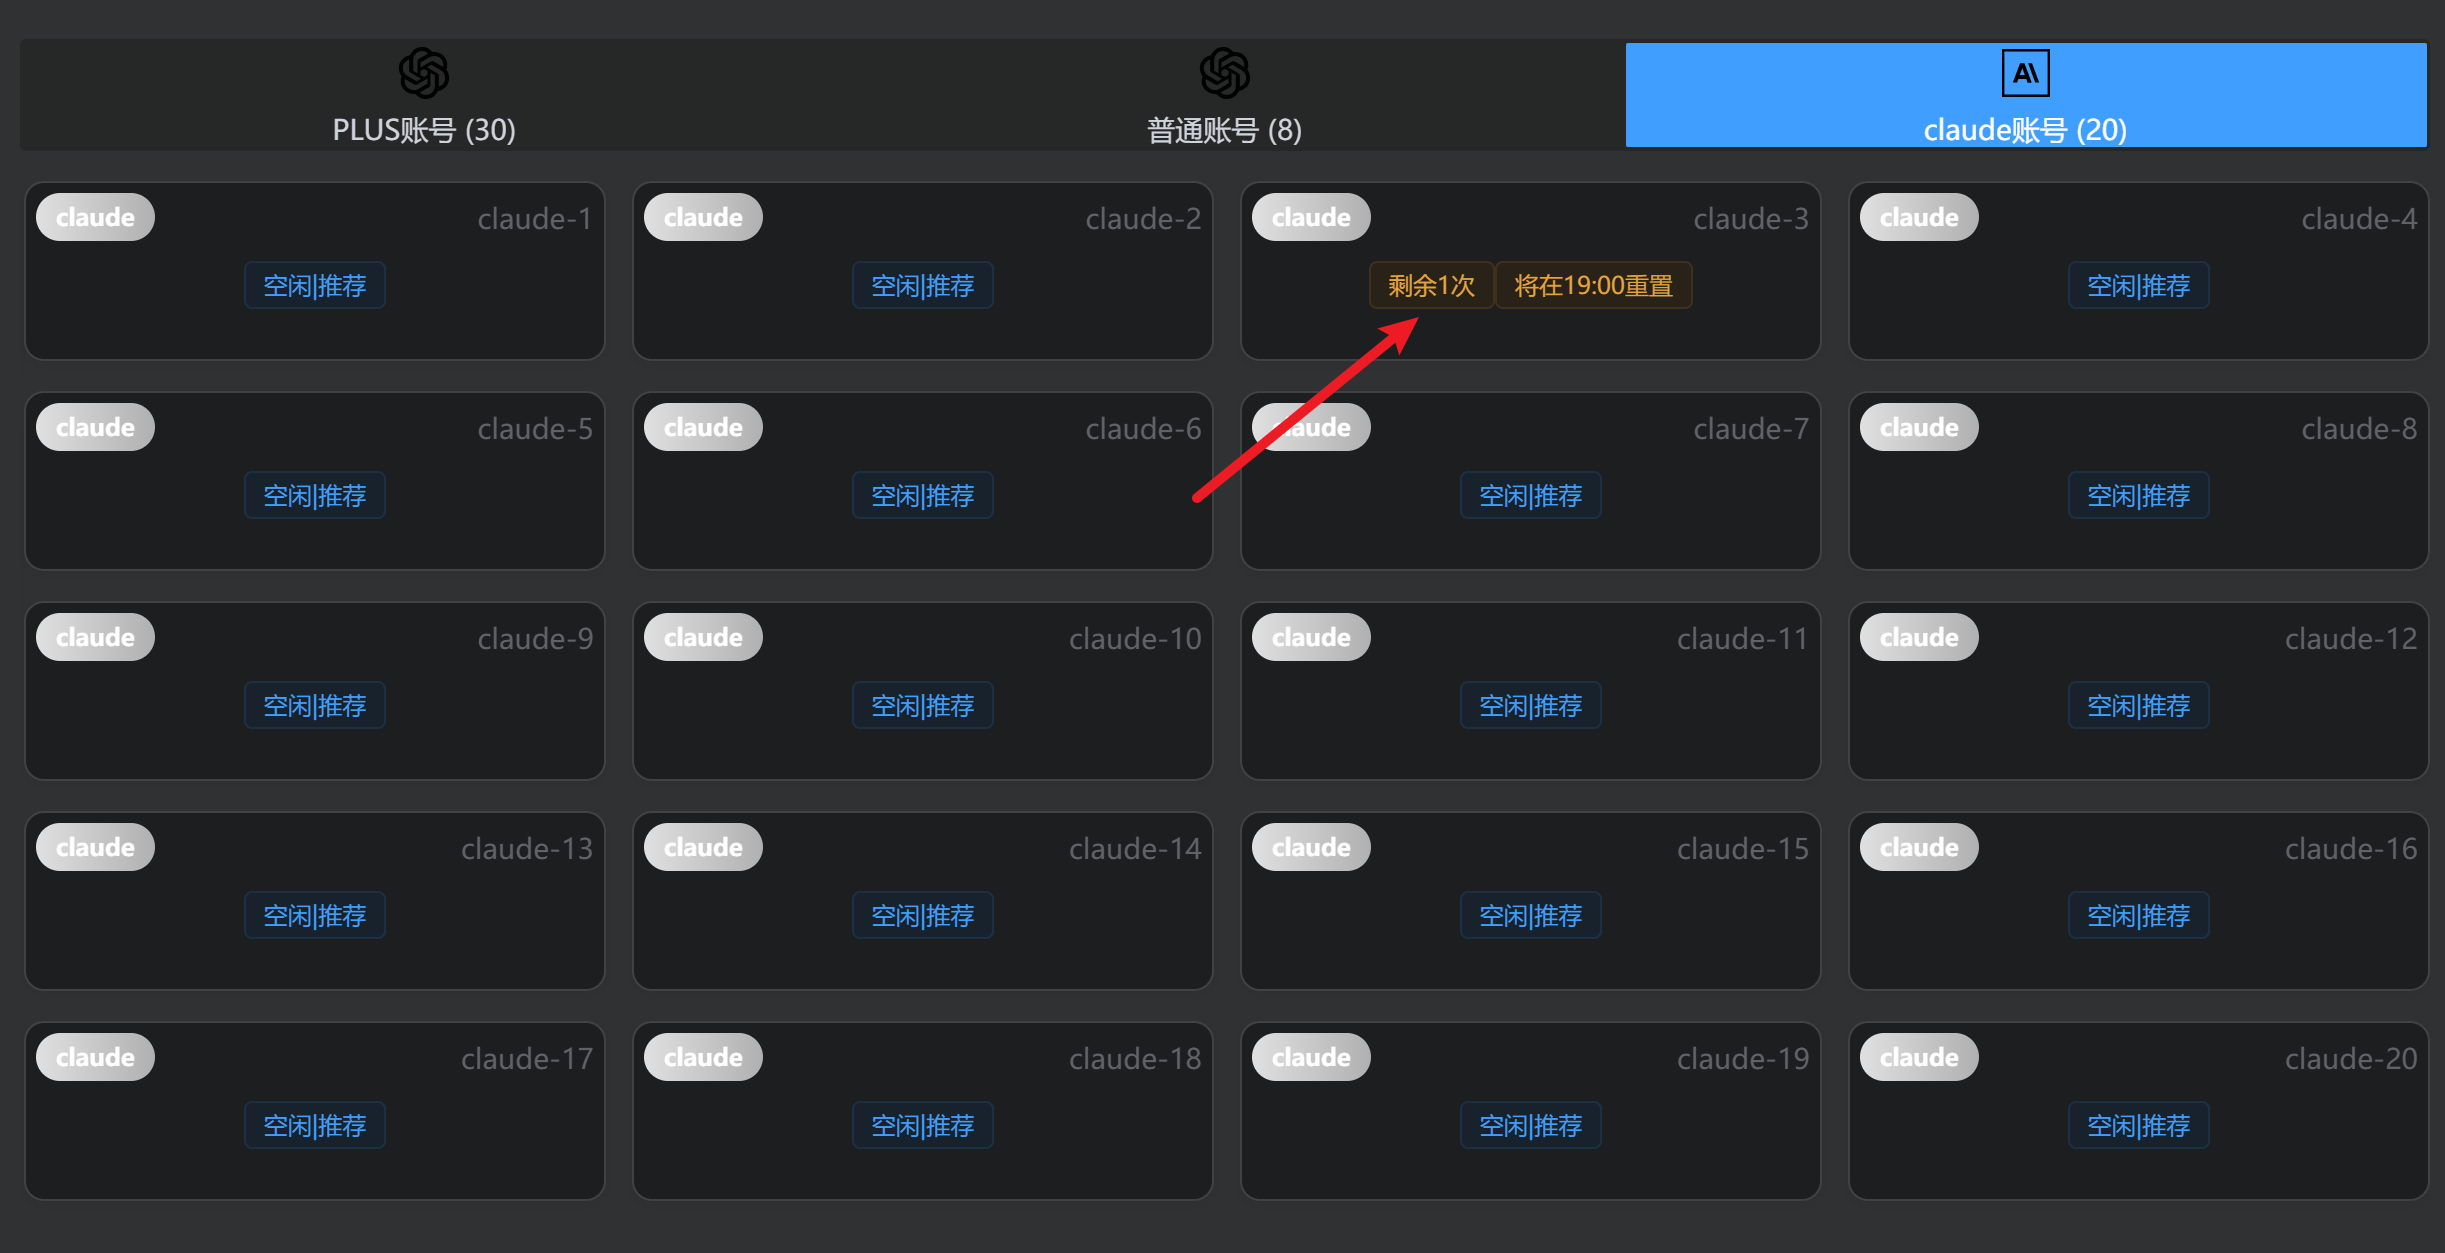 PLUS账号 (30)
普通账号 (8)
A\
claude账号 (20)
claude claude-1
空闲|推荐
claude claude-2
空闲|推荐
claude claude-3
剩余1次 将在19:00重置
claude claude-4
空闲|推荐
claude claude-5
空闲|推荐
claude claude-6
空闲|推荐
claude claude-7
空闲|推荐
claude claude-8
空闲|推荐
claude claude-9
空闲|推荐
claude claude-10
空闲|推荐
claude claude-11
空闲|推荐
claude claude-12
空闲|推荐
claude claude-13
空闲|推荐
claude claude-14
空闲|推荐
claude claude-15
空闲|推荐
claude claude-16
空闲|推荐
claude claude-17
空闲|推荐
claude claude-18
空闲|推荐
claude claude-19
空闲|推荐
claude claude-20
空闲|推荐